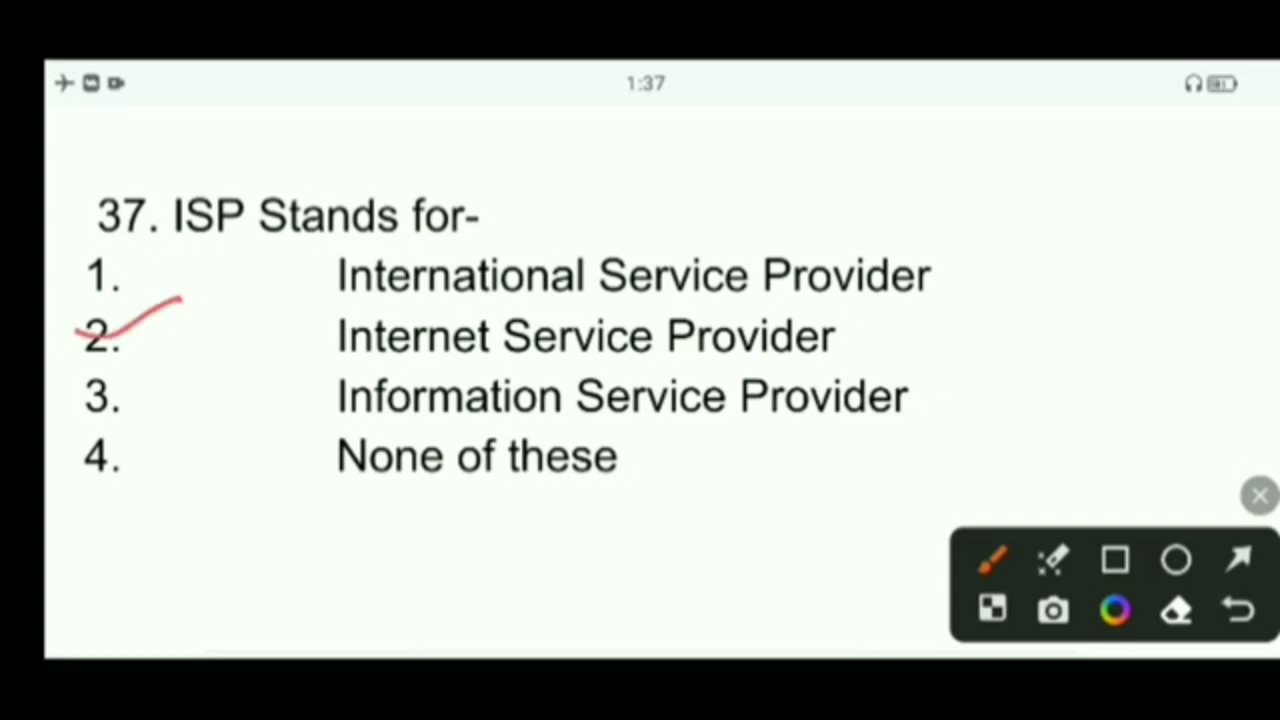 1:37
37. ISP Stands for-
1. International Service Provider
2. Internet Service Provider
3. Information Service Provider
4. None of these